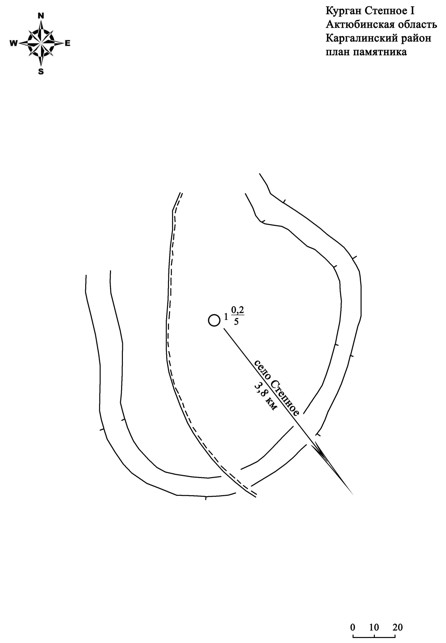 N
W E
S
Курган Степное I
Актюбинская область
Каргалинский район
план памятника
1 0,2
5
село Степное
3,8 км
0 10 20